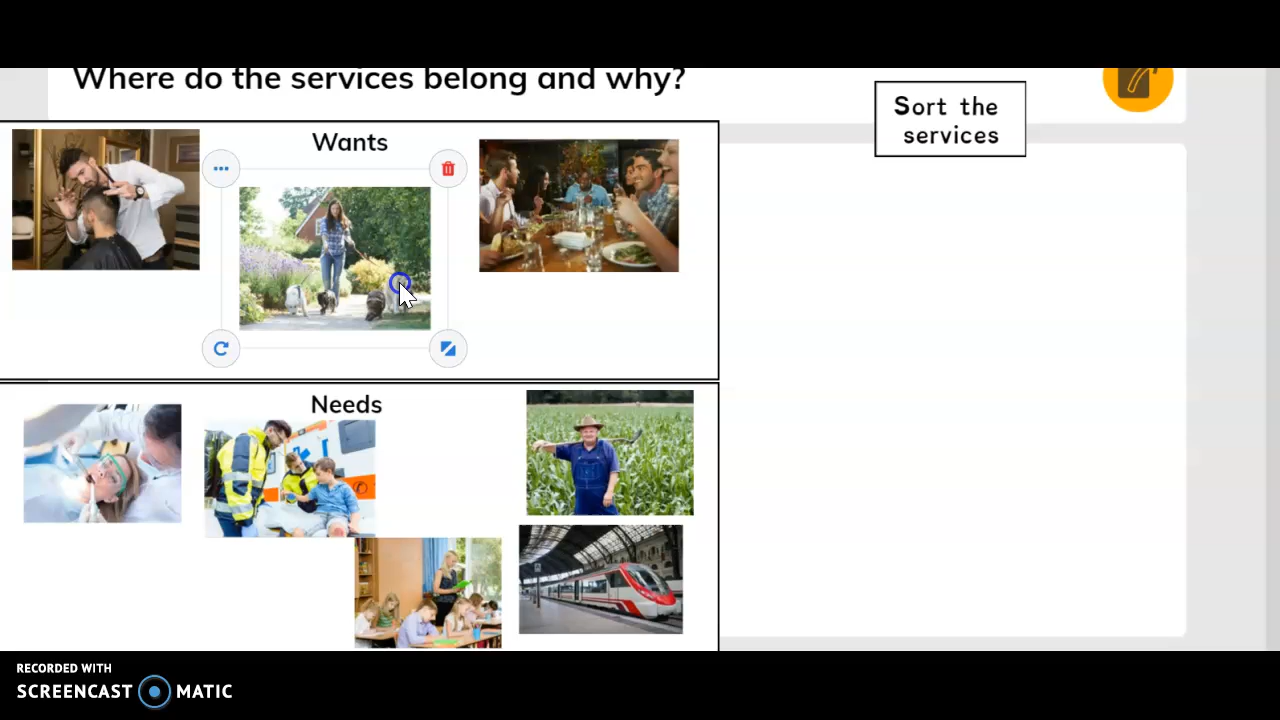 Where do the services belong and why?
Sort the
services
Wants
Needs
RECORDED WITH
SCREENCAST MATIC